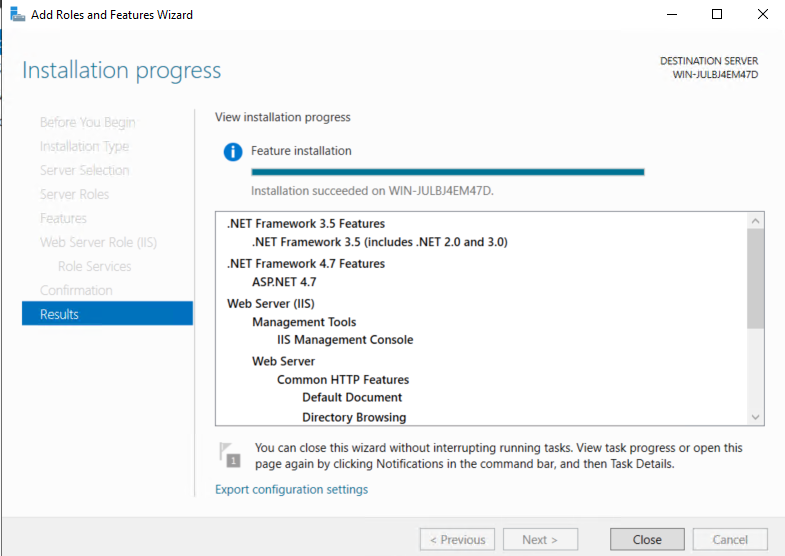 Add Roles and Features Wizard
Installation progress
DESTINATION SERVER
WIN-JULBJ4EM47D
Before You Begin
Installation Type
Server Selection
Server Roles
Features
Web Server Role (IIS)
Role Services
Confirmation
Results
View installation progress
Feature installation
Installation succeeded on WIN-JULBJ4EM47D.
.NET Framework 3.5 Features
.NET Framework 3.5 (includes .NET 2.0 and 3.0)
.NET Framework 4.7 Features
ASP.NET 4.7
Web Server (IIS)
Management Tools
IIS Management Console
Web Server
Common HTTP Features
Default Document
Directory Browsing
1
You can close this wizard without interrupting running tasks. View task progress or open this
page again by clicking Notifications in the command bar, and then Task Details.
Export configuration settings
< Previous
Next >
Close
Cancel